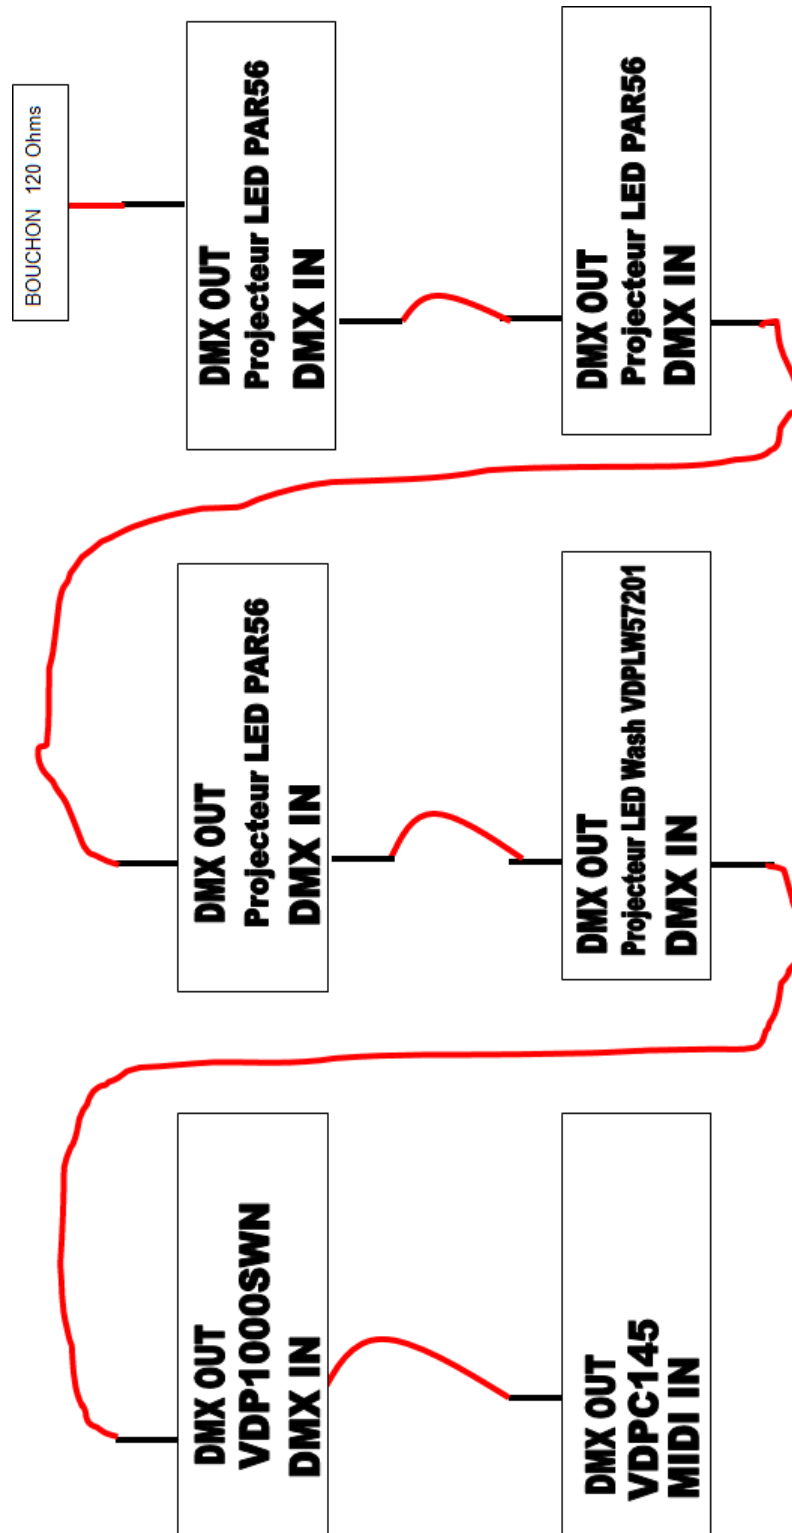 BOUCHON 120 Ohms
DMX OUT
Projecteur LED PAR56
DMX IN
DMX OUT
Projecteur LED PAR56
DMX IN
DMX OUT
Projecteur LED PAR56
DMX IN
DMX OUT
Projecteur LED Wash VDPLW57201
DMX IN
DMX OUT
VDP1000SWN
DMX IN
DMX OUT
VDPC145
MIDI IN